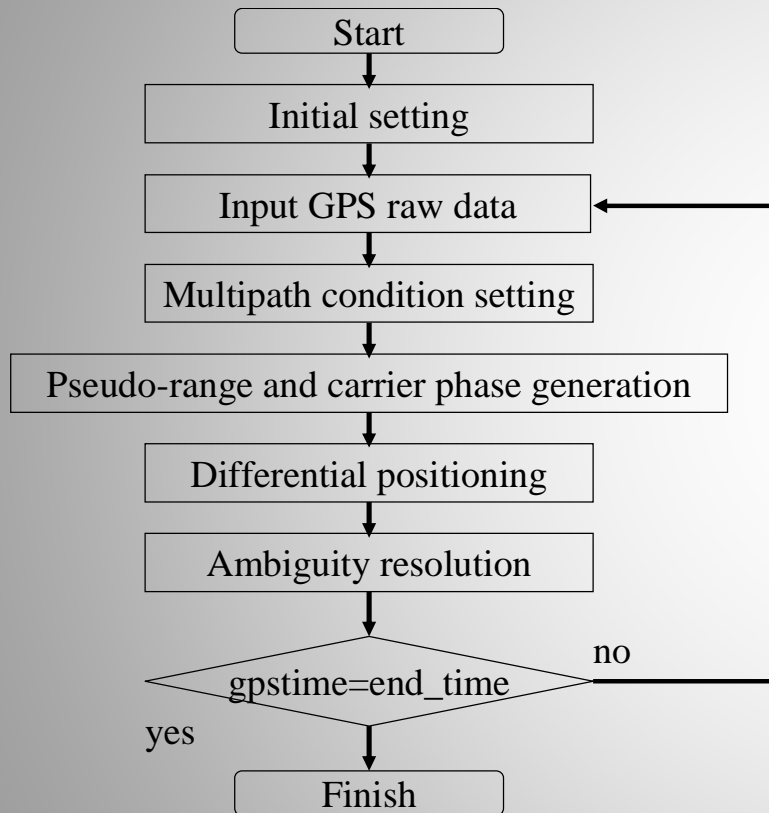 Start
Initial setting
Input GPS raw data
Multipath condition setting
Pseudo-range and carrier phase generation
Differential positioning
Ambiguity resolution
no
gpstime=end_time
yes
Finish